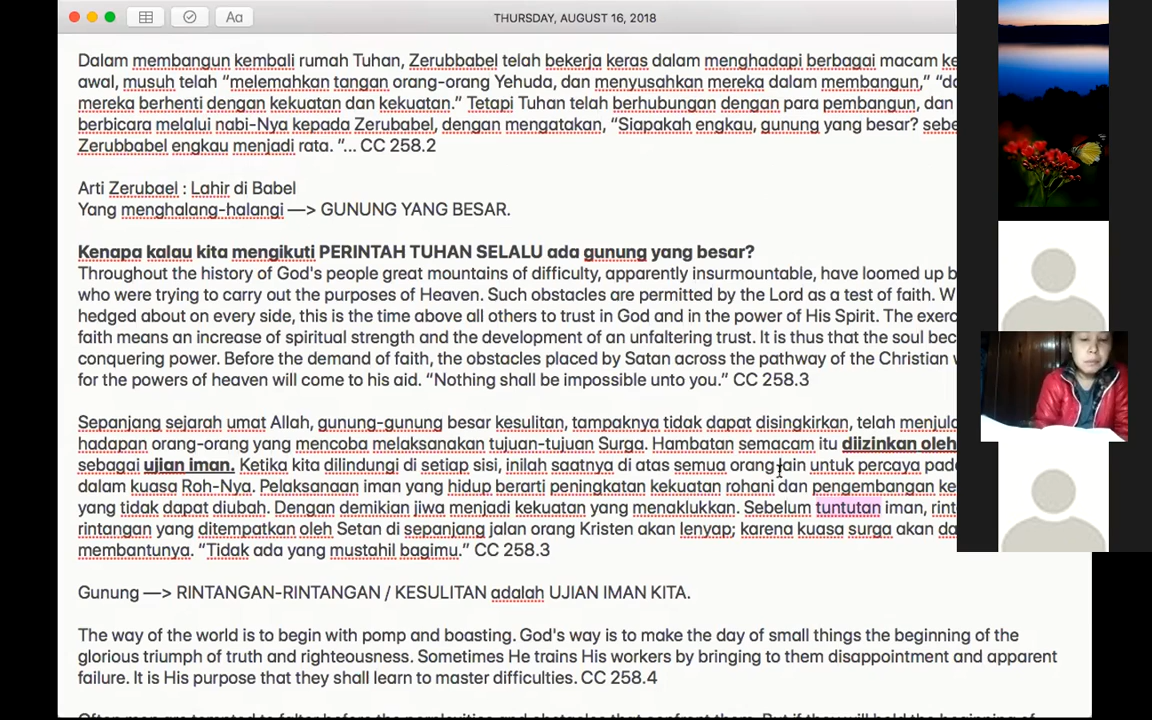 THURSDAY, AUGUST 16, 2018
Aa
Dalam membangun kembali rumah Tuhan, Zerubbabel telah bekerja keras dalam menghadapi berbagai macam
awal, musuh telah “melemahkan tangan orang-orang Yehuda, dan menyusahkan mereka dalam membangun,”
mereka berhenti dengan kekuatan dan kekuatan.” Tetapi Tuhan telah berhubungan dengan para pembangun, dan
berbicara melalui nabi-Nya kepada Zerubabel, dengan mengatakan, “Siapakah engkau, gunung yang besar?
Zerubbabel engkau menjadi rata. ”... CC 258.2
Arti Zerubael : Lahir di Babel
Yang menghalang-halangi —> GUNUNG YANG BESAR.
Kenapa kalau kita mengikuti PERINTAH TUHAN SELALU ada gunung yang besar?
Throughout the history of God's people great mountains of difficulty, apparently insurmountable, have loomed up
who were trying to carry out the purposes of Heaven. Such obstacles are permitted by the Lord as a test of faith.
hedged about on every side, this is the time above all others to trust in God and in the power of His Spirit. The
faith means an increase of spiritual strength and the development of an unfaltering trust. It is thus that the soul
conquering power. Before the demand of faith, the obstacles placed by Satan across the pathway of the Christian
for the powers of heaven will come to his aid. “Nothing shall be impossible unto you.” CC 258.3
Sepanjang sejarah umat Allah, gunung-gunung besar kesulitan, tampaknya tidak dapat disingkirkan, telah
hadapan orang-orang yang mencoba melaksanakan tujuan-tujuan Surga. Hambatan semacam itu diizinkan oleh
sebagai ujian iman. Ketika kita dilindungi di setiap sisi, inilah saatnya di atas semua orang lain untuk percaya
dalam kuasa Roh-Nya. Pelaksanaan iman yang hidup berarti peningkatan kekuatan rohani dan pengembangan
yang tidak dapat diubah. Dengan demikian jiwa menjadi kekuatan yang menaklukkan. Sebelum tuntutan iman,
rintangan yang ditempatkan oleh Setan di sepanjang jalan orang Kristen akan lenyap; karena kuasa surga akan
membantunya. “Tidak ada yang mustahil bagimu.” CC 258.3
Gunung —> RINTANGAN-RINTANGAN / KESULITAN adalah UJIAN IMAN KITA.
The way of the world is to begin with pomp and boasting. God's way is to make the day of small things the beginning of the
glorious triumph of truth and righteousness. Sometimes He trains His workers by bringing to them disappointment and apparent
failure. It is His purpose that they shall learn to master difficulties. CC 258.4